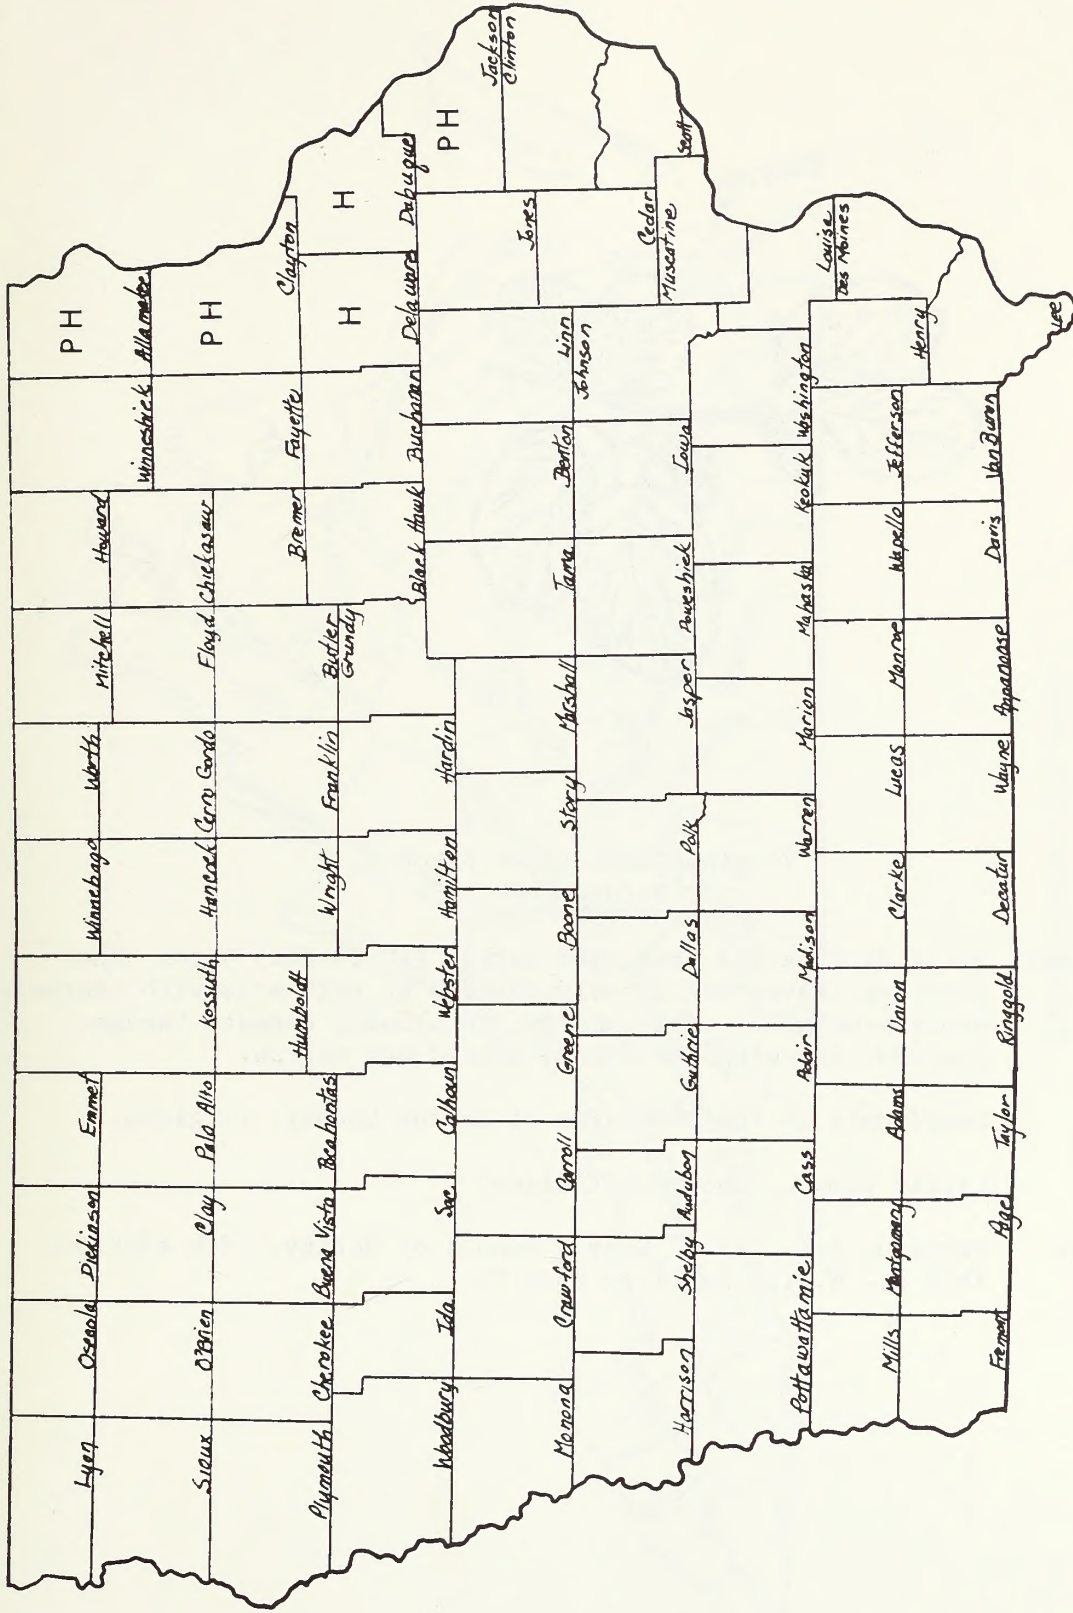 Lyon Osceola Dickinson Emmet Winnebago Worth Mitchell Howard Winneshiek Allamakee
PH
Sioux O'Brien Clay Palo Alto Kossuth Hancock Cerro Gordo Floyd Chickasaw
PH
Fayette Clayton
Humboldt Bremer
Plymouth Cherokee Buena Vista Pocahontas Wright Franklin Butler
Grundy
H H
Black Hawk Buchanan Delaware Dubuque
Woodbury Ida Sac Calhoun Webster Hamilton Hardin
PH
Jackson
Clinton
Jones
Monona Crawford Carroll Greene Boone Story Marshall Tama Benton Linn
Johnson
Cedar
Muscatine
Scott
Harrison Shelby Audubon Guthrie Dallas Polk Jasper Poweshiek Iowa
Pottawattamie Cass Adair Madison Warren Marion Mahaska Keokuk Washington
Louisa
Des Moines
Mills Montgomery Adams Union Clarke Lucas Monroe Wapello Jefferson Henry
Fremont Page Taylor Ringgold Decatur Wayne Appanoose Davis Van Buren
Lee